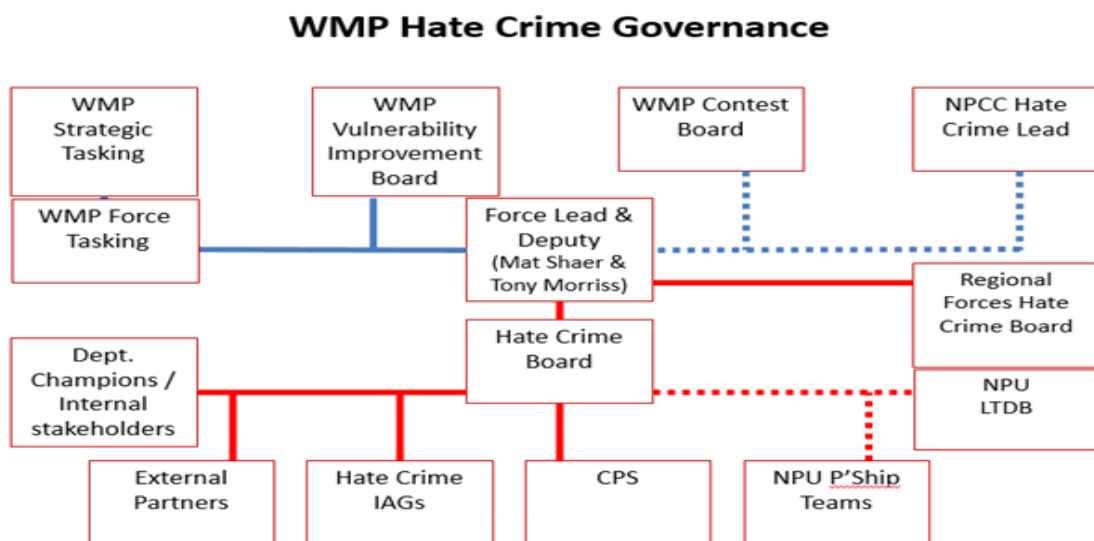 WMP Hate Crime Governance
WMP
Strategic
Tasking
WMP
Vulnerability
Improvement
Board
WMP Contest
Board
NPCC Hate
Crime Lead
WMP Force
Tasking
Force Lead &
Deputy
(Mat Shaer &
Tony Morriss)
Regional
Forces Hate
Crime Board
Hate Crime
Board
Dept.
Champions /
Internal
stakeholders
NPU
LTDB
External
Partners
Hate Crime
IAGs
CPS
NPU P'Ship
Teams